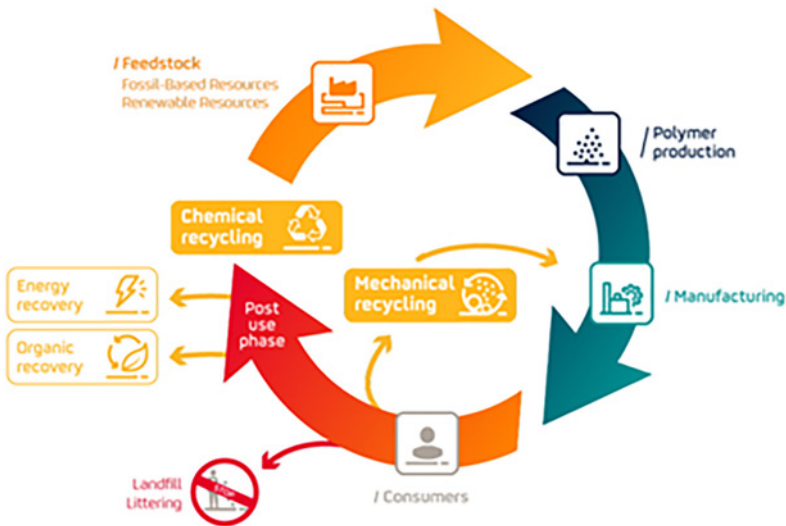 / Feedstock
Fossil-Based Resources
Renewable Resources
/ Polymer
production
Chemical
recycling
Mechanical
recycling
/ Manufacturing
Energy
recovery
Organic
recovery
Post
use
phase
Landfill
Littering
STOP
/ Consumers